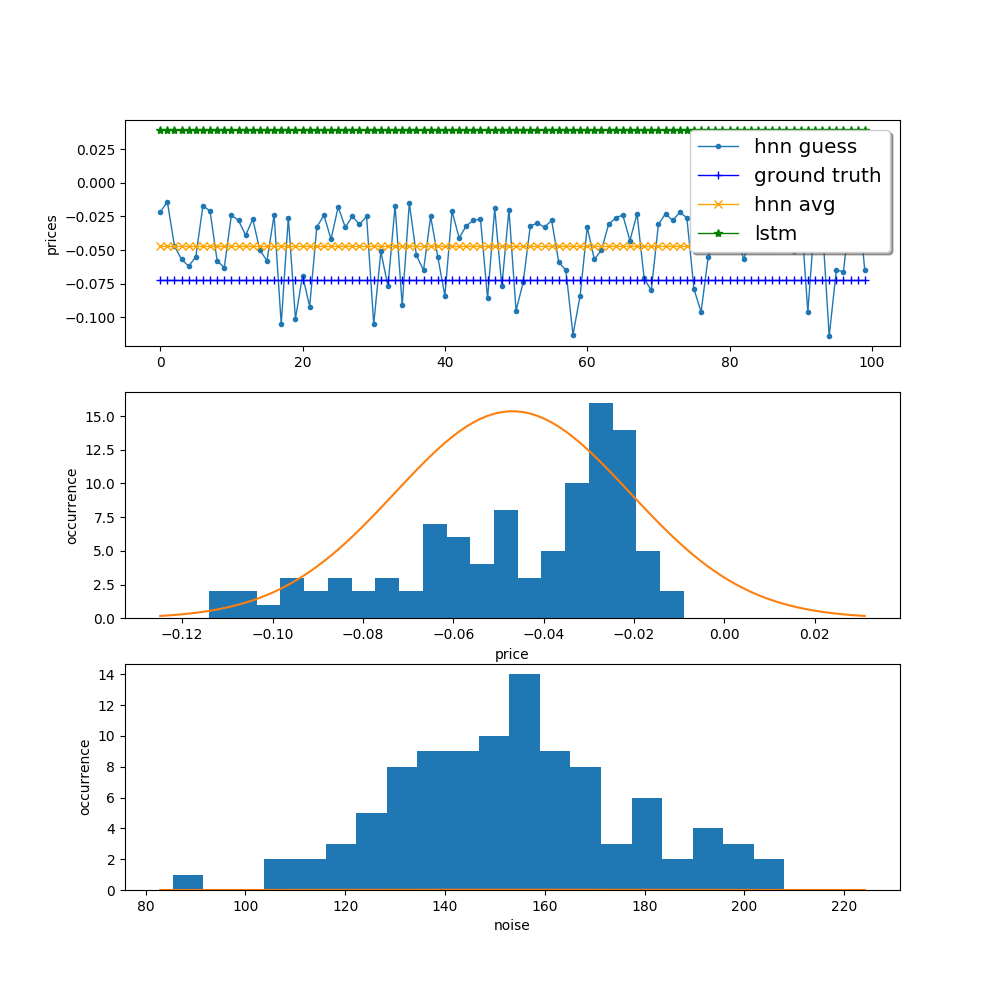 0.025
0.000
−0.025
−0.050
−0.075
−0.100
prices
hnn guess
ground truth
hnn avg
lstm
0 20 40 60 80 100
15.0
12.5
10.0
7.5
5.0
2.5
0.0
occurrence
−0.12 −0.10 −0.08 −0.06 −0.04 −0.02 0.00 0.02
price
14
12
10
8
6
4
2
0
occurrence
80 100 120 140 160 180 200 220
noise